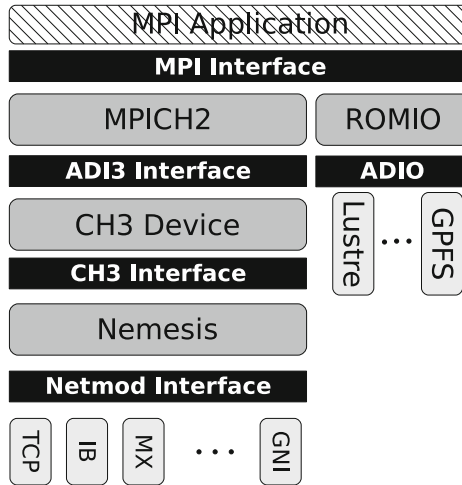 MPI Application
MPI Interface
MPICH2 ROMIO
ADI3 Interface ADIO
CH3 Device Lustre ... GPFS
CH3 Interface
Nemesis
Netmod Interface
TCP IB MX ... GNI